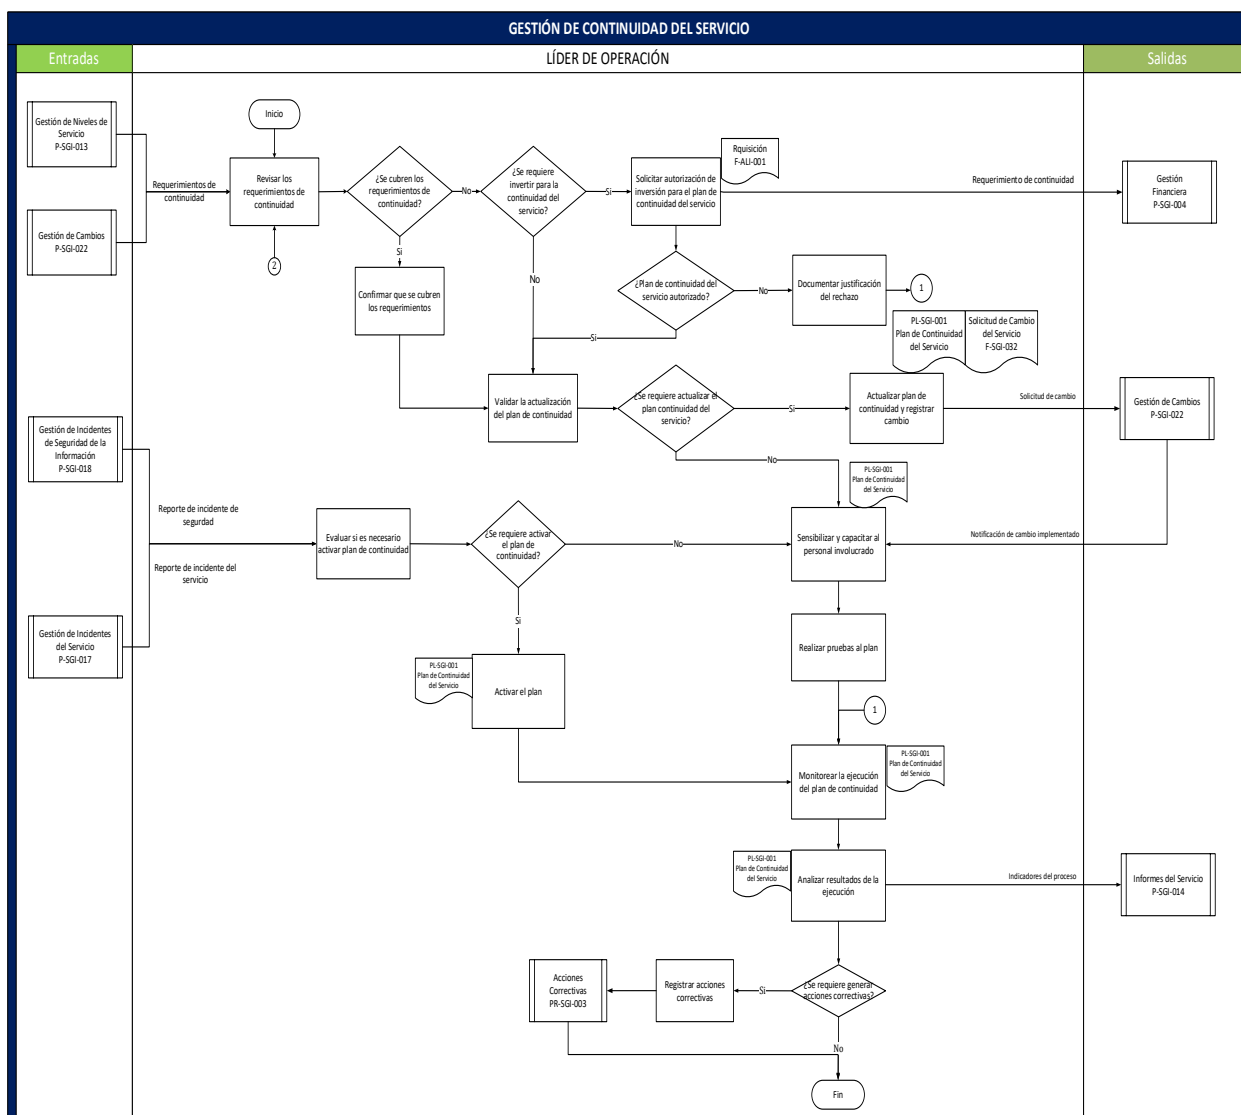 GESTIÓN DE CONTINUIDAD DEL SERVICIO
Entradas
LÍDER DE OPERACIÓN
Salidas
Gestión de Niveles de
Servicio
P-SGI-013
Gestión de Cambios
P-SGI-022
Requerimientos de
continuidad
Inicio
Revisar los
requerimientos de
continuidad
2
¿Se cubren los
requerimientos de
continuidad?
No
Si
Confirmar que se cubren
los requerimientos
¿Se requiere
invertir para la
continuidad del
servicio?
Si
No
Solicitar autorización de
inversión para el plan de
continuidad del servicio
Rquisición
F-ALI-001
Requerimiento de continuidad
Gestión
Financiera
P-SGI-004
¿Plan de continuidad del
servicio autorizado?
No
Si
Documentar justificación
del rechazo
1
PL-SGI-001
Plan de Continuidad
del Servicio
Solicitud de Cambio
del Servicio
F-SGI-032
Validar la actualización
del plan de continuidad
¿Se requiere actualizar el
plan continuidad del
servicio?
Si
No
Actualizar plan de
continuidad y registrar
cambio
Solicitud de cambio
Gestión de Cambios
P-SGI-022
Gestión de Incidentes
de Seguridad de la
Información
P-SGI-018
Reporte de incidente de
segurdad
Reporte de incidente del
servicio
Gestión de Incidentes
del Servicio
P-SGI-017
Evaluar si es necesario
activar plan de continuidad
¿Se requiere activar
el plan de
continuidad?
No
Si
PL-SGI-001
Plan de Continuidad
del Servicio
Sensibilizar y capacitar al
personal involucrado
Notificación de cambio implementado
Realizar pruebas al plan
PL-SGI-001
Plan de Continuidad
del Servicio
Activar el plan
1
Monitorear la ejecución
del plan de continuidad
PL-SGI-001
Plan de Continuidad
del Servicio
PL-SGI-001
Plan de Continuidad
del Servicio
Analizar resultados de la
ejecución
Indicadores del proceso
Informes del Servicio
P-SGI-014
¿Se requiere generar
acciones correctivas?
Si
No
Registrar acciones
correctivas
Acciones
Correctivas
PR-SGI-003
Fin